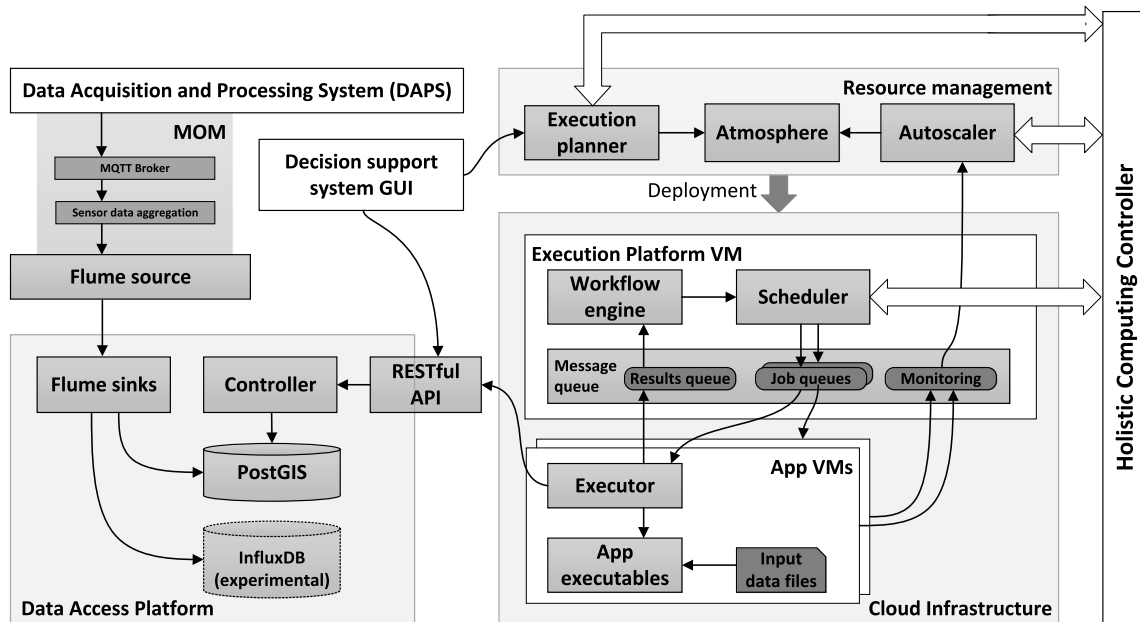 Data Acquisition and Processing System (DAPS)
MOM
MQTT Broker
Sensor data aggregation
Flume source
Decision support
system GUI
Resource management
Execution
planner
Atmosphere
Autoscaler
Deployment
Execution Platform VM
Workflow
engine
Scheduler
Message
queue
Results queue
Job queues
Monitoring
Flume sinks
Controller
RESTful
API
PostGIS
InfluxDB
(experimental)
Data Access Platform
App VMs
Executor
App
executables
Input
data files
Cloud Infrastructure
Holistic Computing Controller